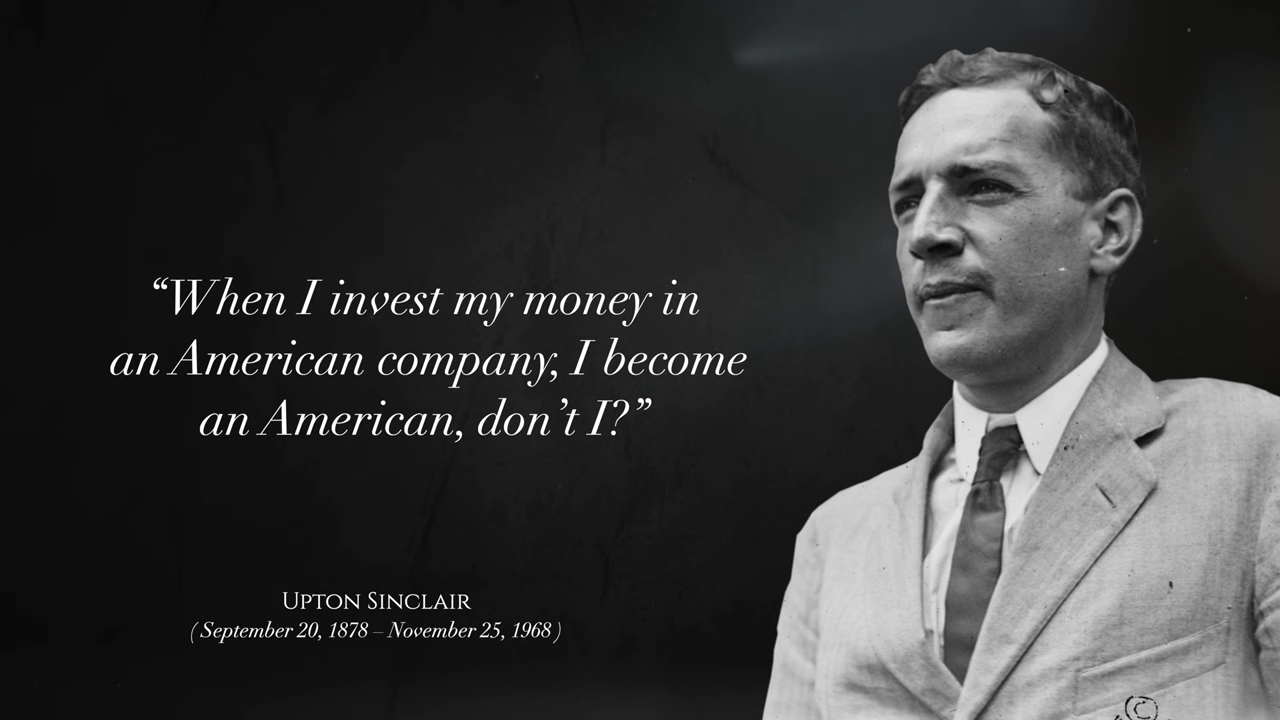 “When I invest my money in
an American company, I become
an American, don’t I?”
Upton Sinclair
( September 20, 1878 – November 25, 1968 )
©